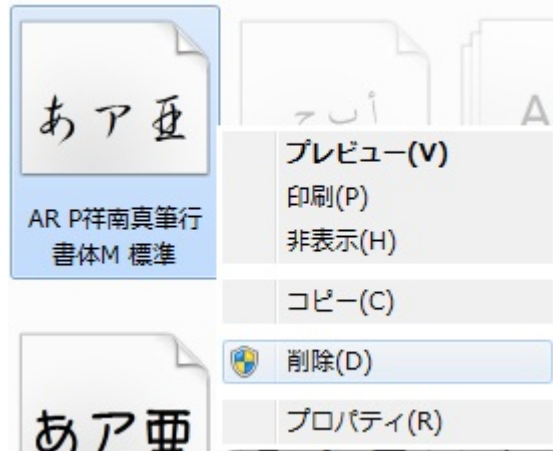 あア亜
أ ب ج
A
AR P祥南真筆行
書体M 標準
プレビュー(V)
印刷(P)
非表示(H)
コピー(C)
削除(D)
プロパティ(R)
あア亜